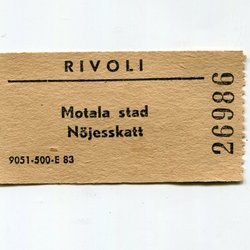 RIVOLI
Motala stad
Nöjesskatt
9051-500-E 83
26986